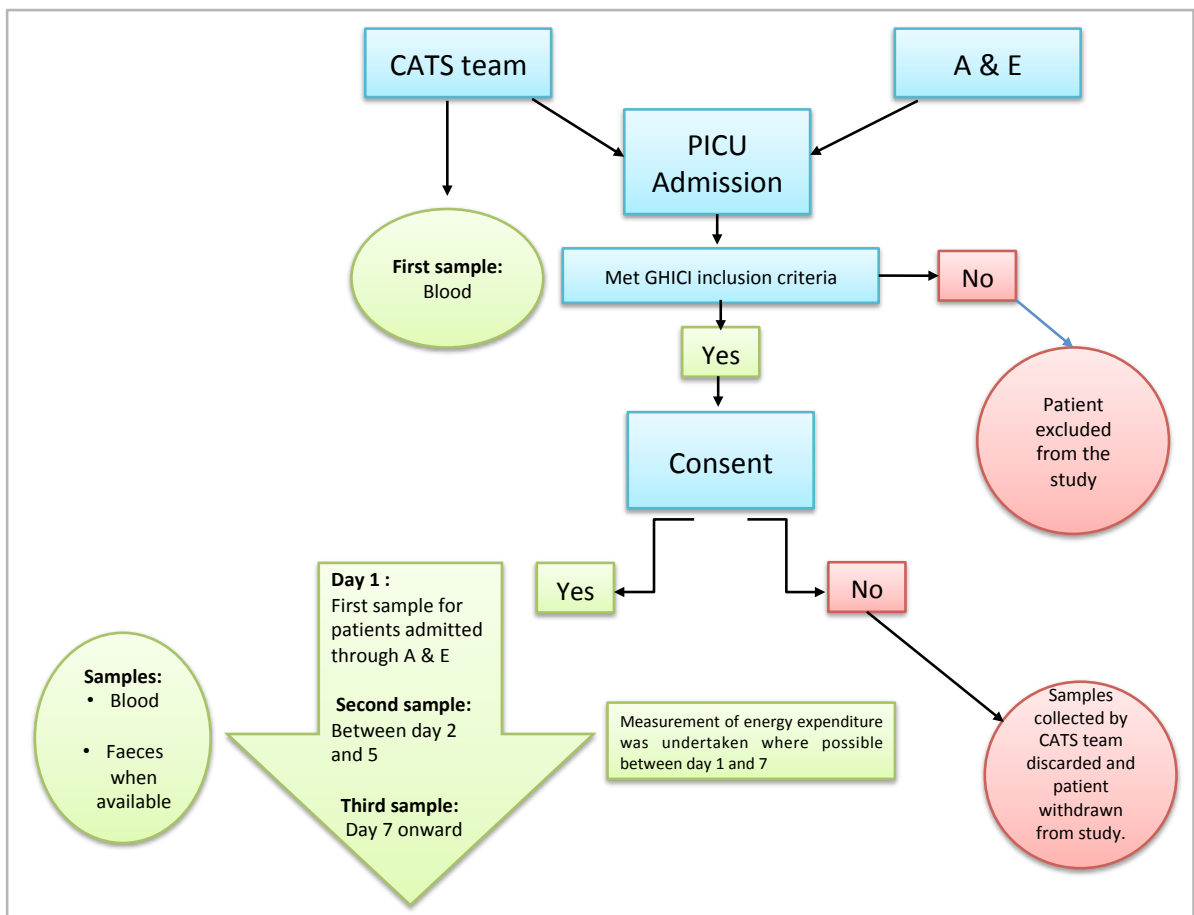 CATS team
A & E
PICU
Admission
First sample:
Blood
Met GHICI inclusion criteria
No
Yes
Patient
excluded
from the
study
Consent
Yes
No
Day 1 :
First sample for
patients admitted
through A & E
Second sample:
Between day 2
and 5
Third sample:
Day 7 onward
Samples:
• Blood
• Faeces
when
available
Measurement of energy expenditure
was undertaken where possible
between day 1 and 7
Samples
collected by
CATS team
discarded and
patient
withdrawn
from study.